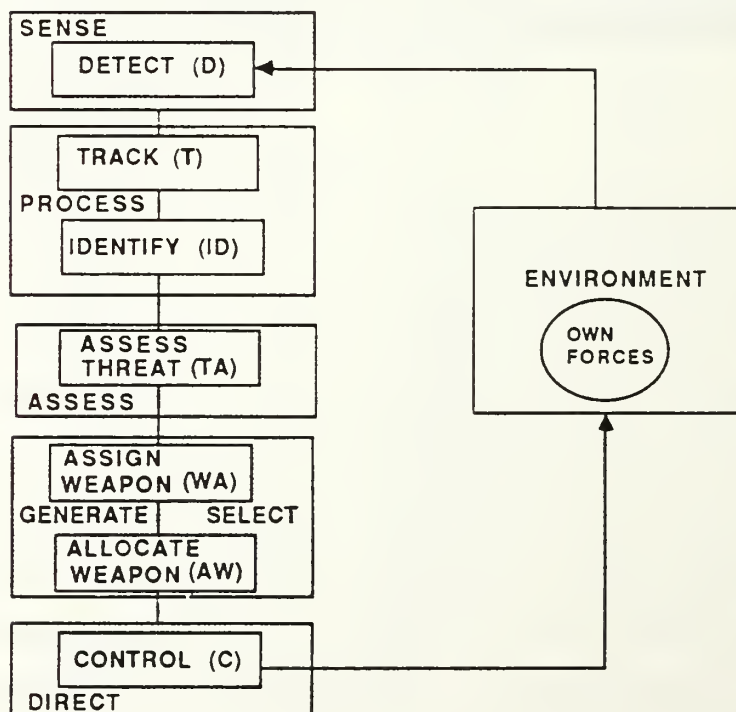 SENSE
DETECT (D)
TRACK (T)
PROCESS
IDENTIFY (ID)
ASSESS
THREAT (TA)
ASSESS
ASSIGN
WEAPON (WA)
GENERATE SELECT
ALLOCATE
WEAPON (AW)
CONTROL (C)
DIRECT
ENVIRONMENT
OWN
FORCES